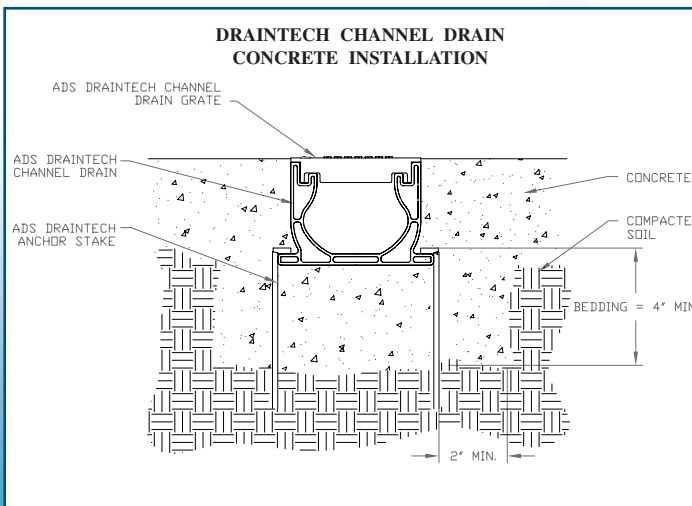 DRAINTECH CHANNEL DRAIN
CONCRETE INSTALLATION
ADS DRAINTECH CHANNEL
DRAIN GRATE
ADS DRAINTECH
CHANNEL DRAIN
ADS DRAINTECH
ANCHOR STAKE
CONCRETE
COMPACTE
SOIL
BEDDING = 4" MIN
2" MIN.